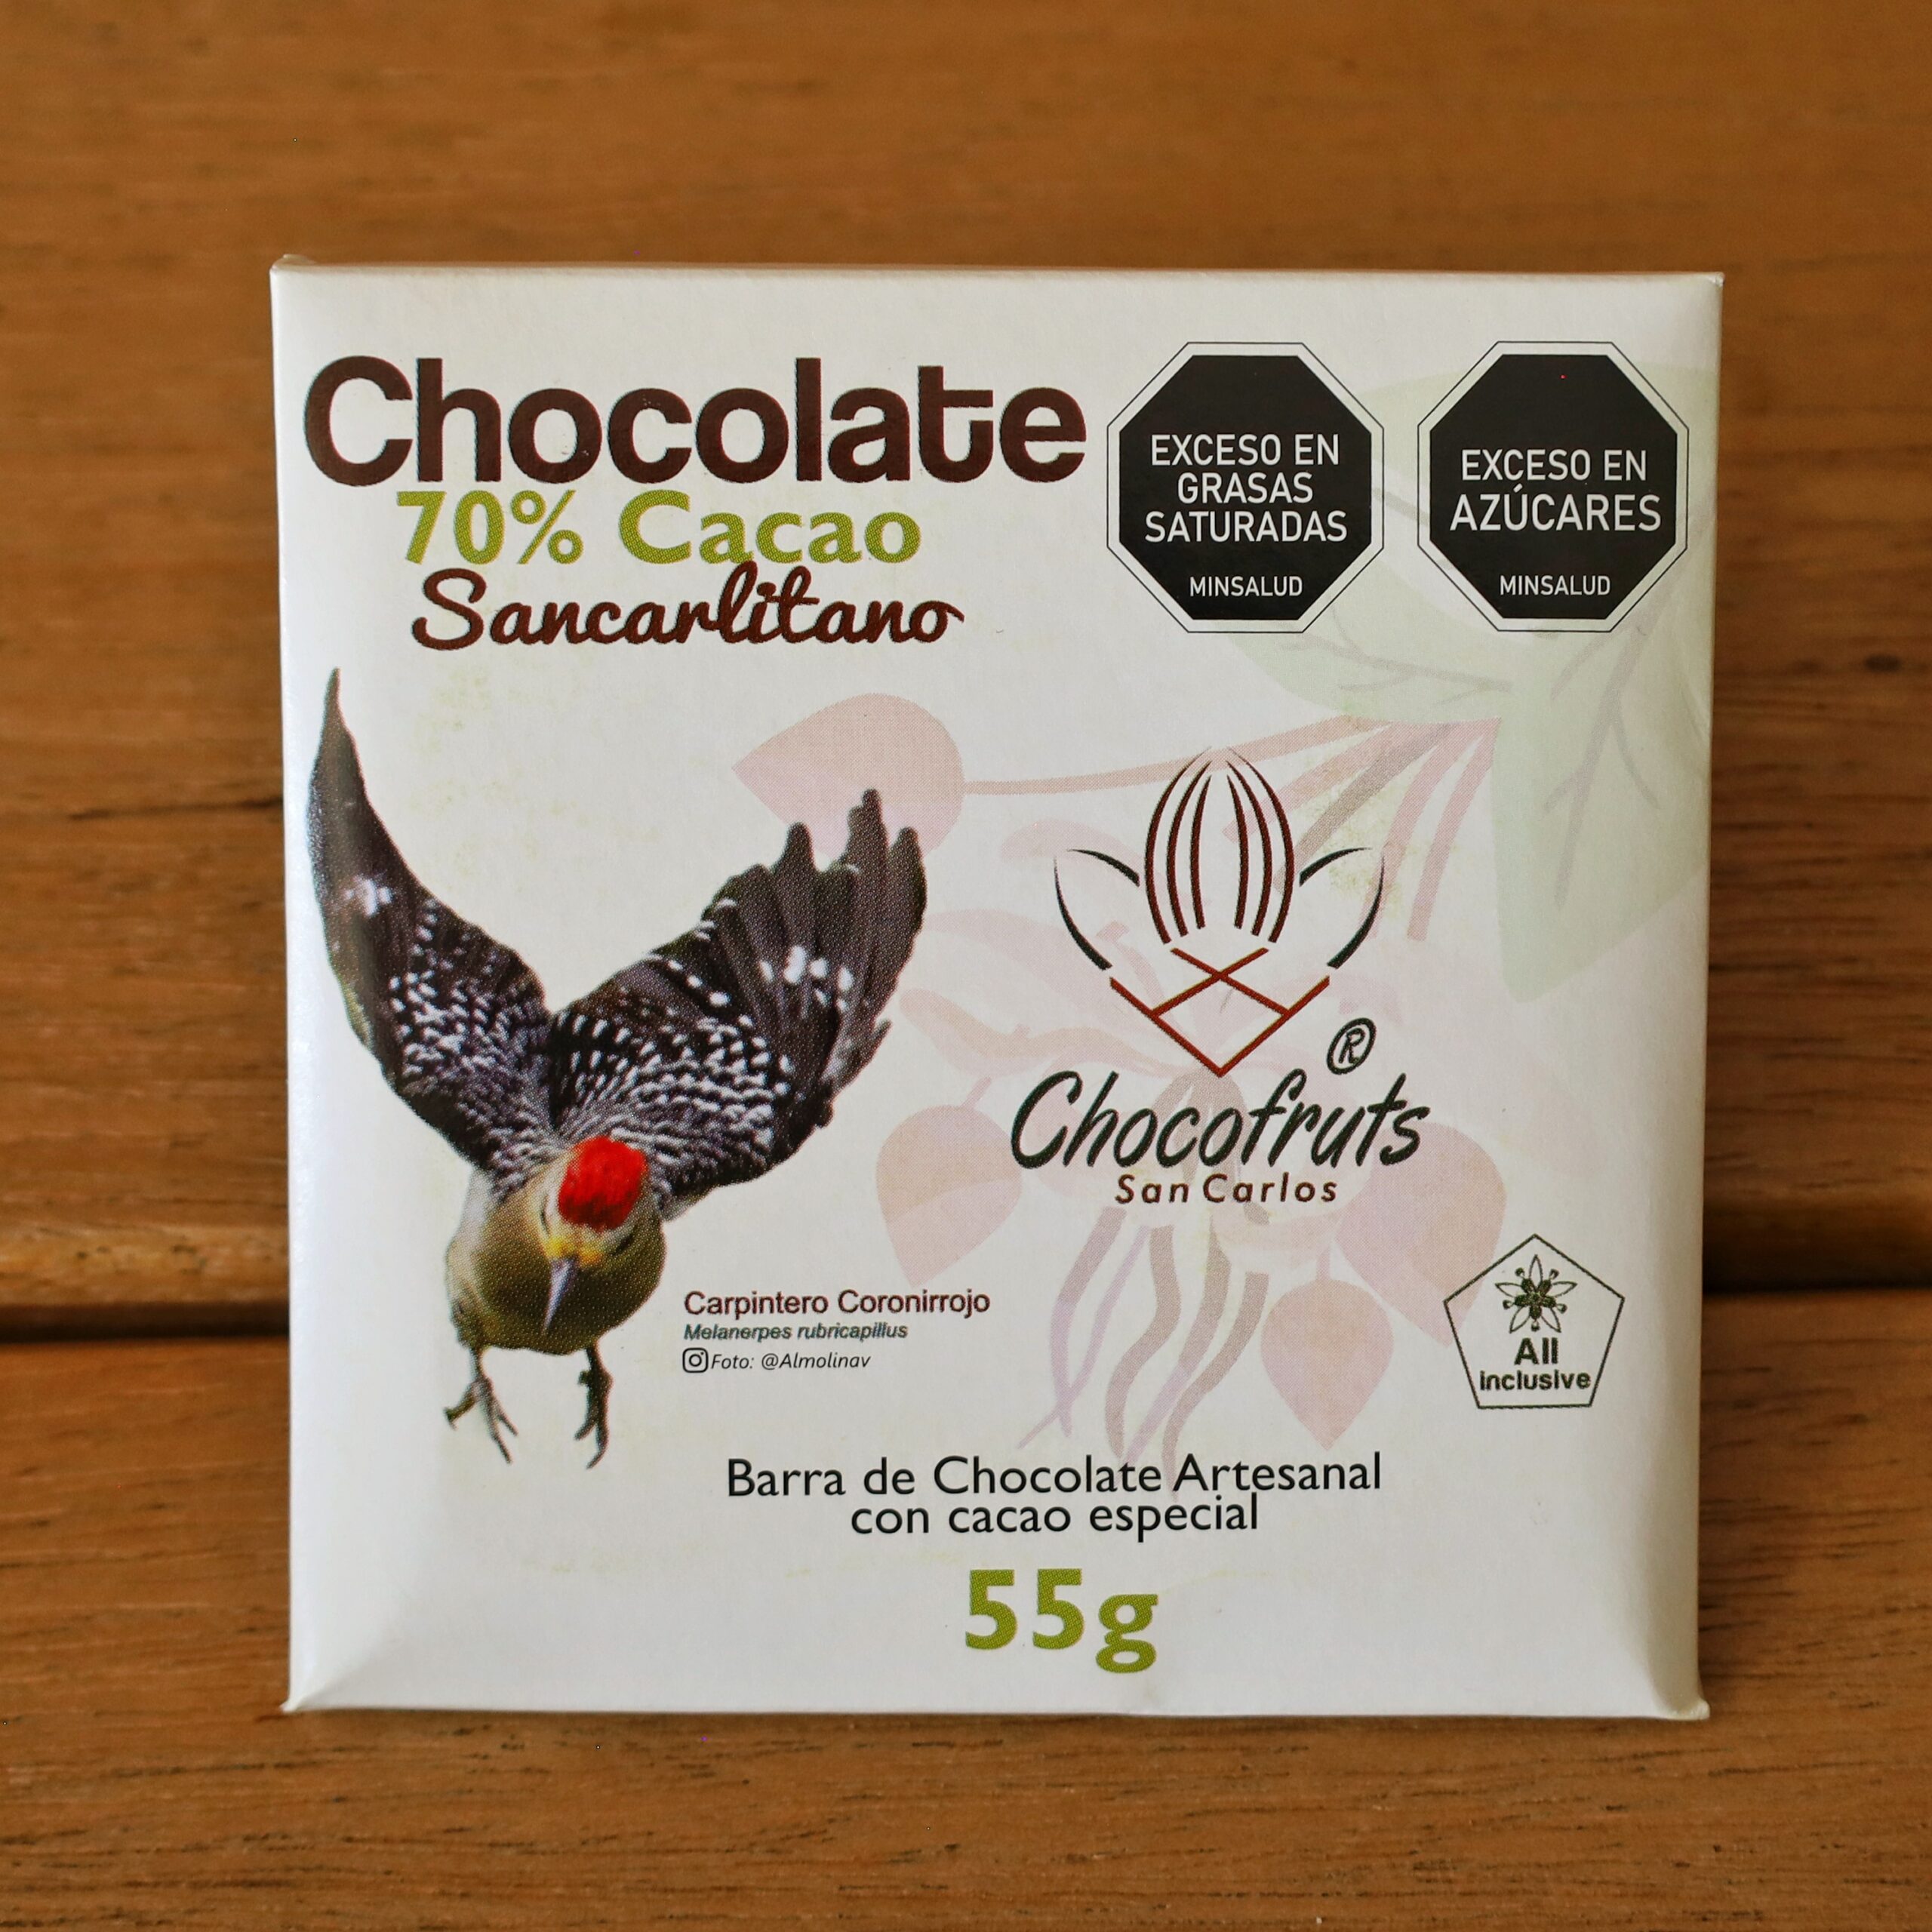 Chocolate
70% Cacao
Sancarlitano
EXCESO EN
GRASAS
SATURADAS
MINSALUD
EXCESO EN
AZÚCARES
MINSALUD
®
Chocofruts
San Carlos
Carpintero Coronirrojo
Melanerpes rubricapillus
Foto: @Almolinav
All
inclusive
Barra de Chocolate Artesanal
con cacao especial
55g